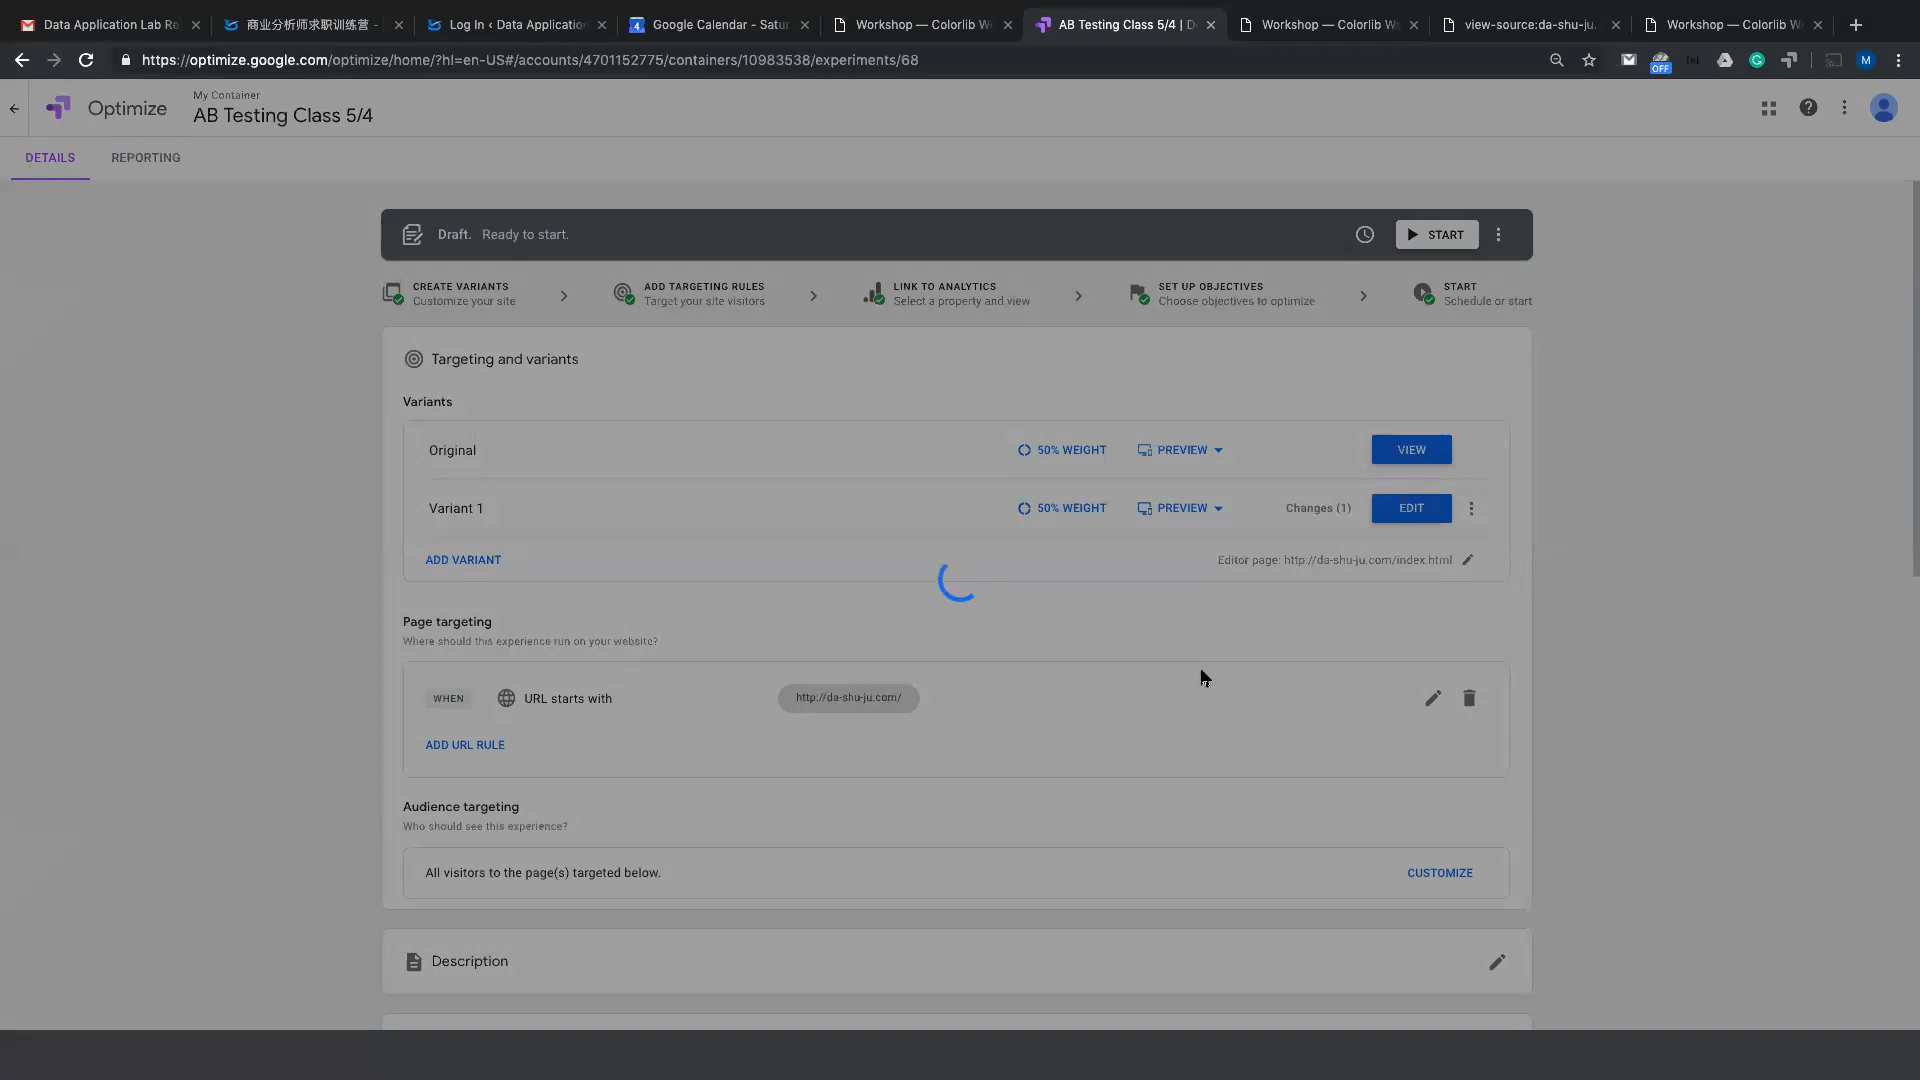 Data Application Lab Re
商业分析师求职训练营 -
Log In ‹ Data Application
Google Calendar - Satur
Workshop — Colorlib W
AB Testing Class 5/4 | D
Workshop — Colorlib W
view-source:da-shu-ju.
Workshop — Colorlib W
https://optimize.google.com/optimize/home/?hl=en-US#/accounts/4701152775/containers/10983538/experiments/68
OFF
M
Optimize
My Container
AB Testing Class 5/4
DETAILS
REPORTING
Draft. Ready to start.
START
CREATE VARIANTS
Customize your site
ADD TARGETING RULES
Target your site visitors
LINK TO ANALYTICS
Select a property and view
SET UP OBJECTIVES
Choose objectives to optimize
START
Schedule or start
Targeting and variants
Variants
Original
50% WEIGHT
PREVIEW
VIEW
Variant 1
50% WEIGHT
PREVIEW
Changes (1)
EDIT
ADD VARIANT
Editor page: http://da-shu-ju.com/index.html
Page targeting
Where should this experience run on your website?
WHEN
URL starts with
http://da-shu-ju.com/
ADD URL RULE
Audience targeting
Who should see this experience?
All visitors to the page(s) targeted below.
CUSTOMIZE
Description